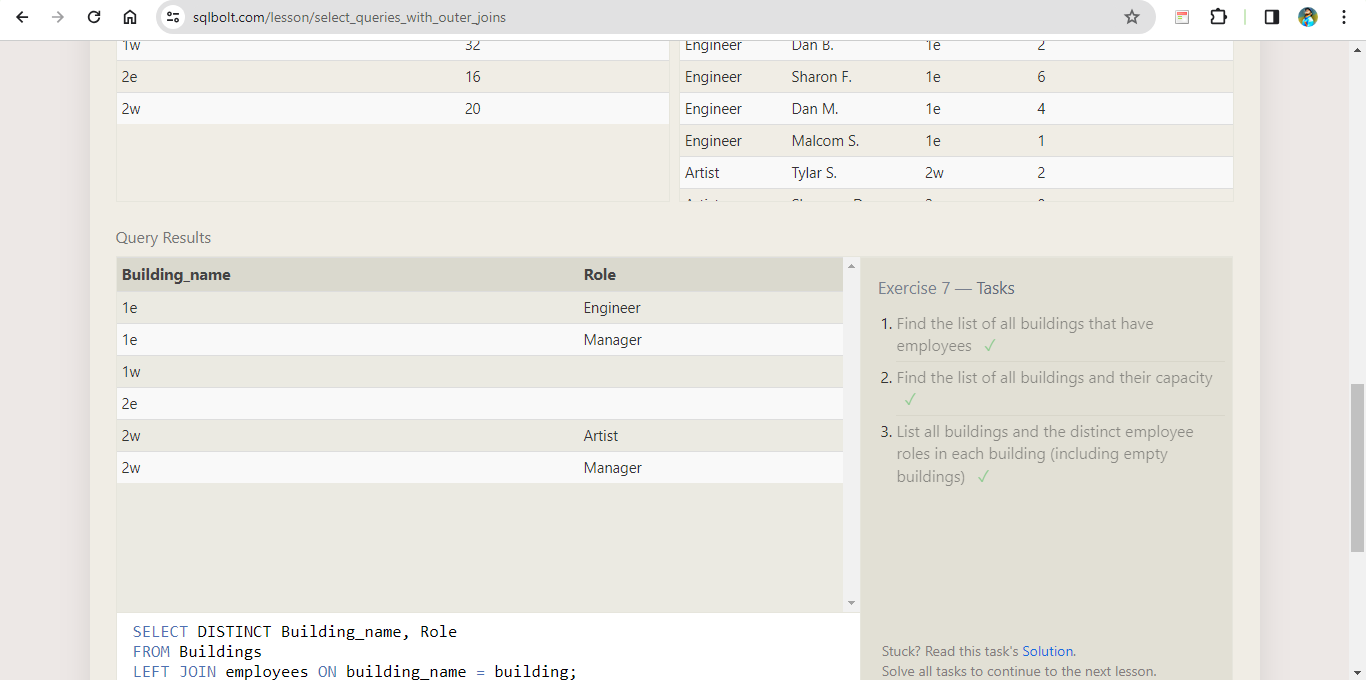 sqlbolt.com/lesson/select_queries_with_outer_joins
1w 32
2e 16
2w 20
Engineer Dan B. 1e 2
Engineer Sharon F. 1e 6
Engineer Dan M. 1e 4
Engineer Malcom S. 1e 1
Artist Tylar S. 2w 2
Query Results
Building_name Role
1e Engineer
1e Manager
1w
2e
2w Artist
2w Manager
Exercise 7 — Tasks
1. Find the list of all buildings that have
employees ✓
2. Find the list of all buildings and their capacity
✓
3. List all buildings and the distinct employee
roles in each building (including empty
buildings) ✓
SELECT DISTINCT Building_name, Role
FROM Buildings
LEFT JOIN employees ON building_name = building;
Stuck? Read this task's Solution.
Solve all tasks to continue to the next lesson.